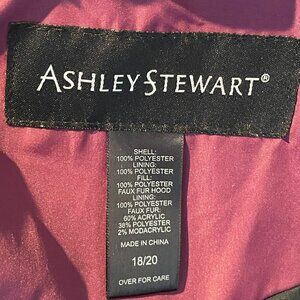 ASHLEY STEWART®
SHELL:
100% POLYESTER
LINING:
100% POLYESTER
FILL:
100% POLYESTER
FAUX FUR HOOD
LINING:
100% POLYESTER
FAUX FUR:
60% ACRYLIC
38% POLYESTER
2% MODACRYLIC
MADE IN CHINA
18/20
OVER FOR CARE